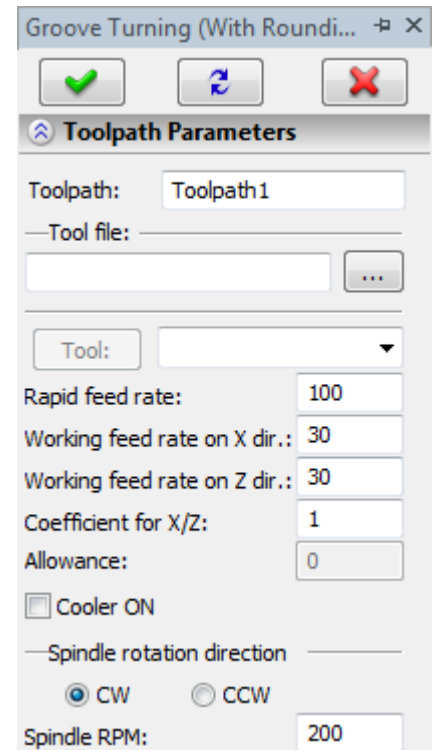 Groove Turning (With Roundi...
Toolpath Parameters
Toolpath: Toolpath1
Tool file:
...
Tool:
Rapid feed rate: 100
Working feed rate on X dir.: 30
Working feed rate on Z dir.: 30
Coefficient for X/Z: 1
Allowance: 0
Cooler ON
Spindle rotation direction
CW CCW
Spindle RPM: 200